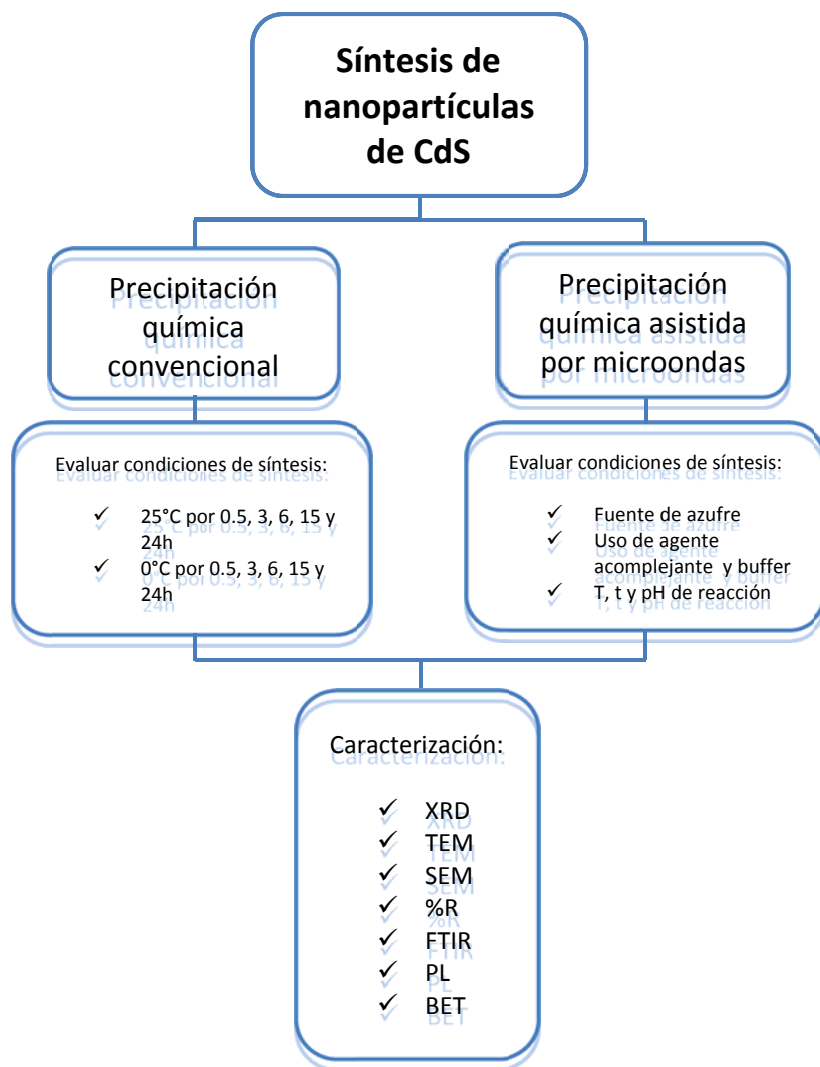 Síntesis de
nanopartículas
de CdS
Precipitación
química
convencional
Precipitación
química asistida
por microondas
Evaluar condiciones de síntesis:
✓ 25°C por 0.5, 3, 6, 15 y
24h
✓ 0°C por 0.5, 3, 6, 15 y
24h
Evaluar condiciones de síntesis:
✓ Fuente de azufre
✓ Uso de agente
acomplejante y buffer
✓ T, t y pH de reacción
Caracterización:
✓ XRD
✓ TEM
✓ SEM
✓ %R
✓ FTIR
✓ PL
✓ BET